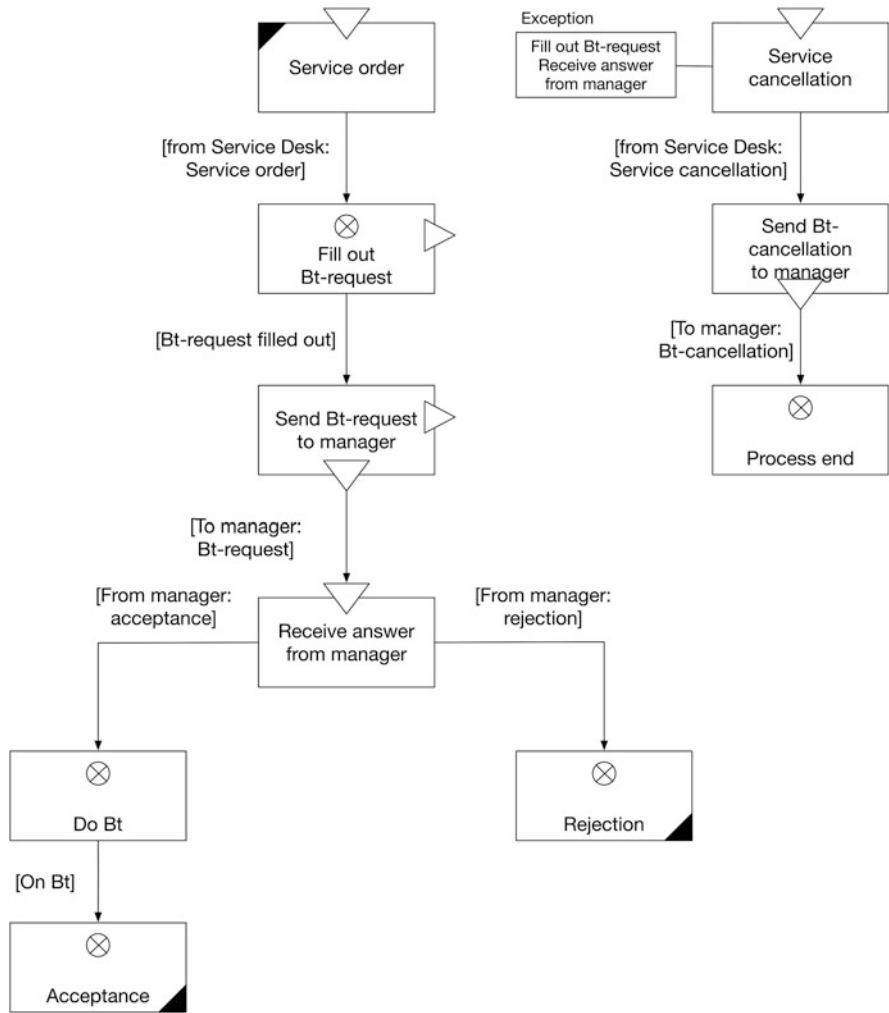 Service order
[from Service Desk:
Service order]
Fill out
Bt-request
[Bt-request filled out]
Send Bt-request
to manager
[To manager:
Bt-request]
[From manager:
acceptance]
Receive answer
from manager
[From manager:
rejection]
Do Bt
[On Bt]
Acceptance
Rejection
Exception
Fill out Bt-request
Receive answer
from manager
Service
cancellation
[from Service Desk:
Service cancellation]
Send Bt-
cancellation
to manager
[To manager:
Bt-cancellation]
Process end